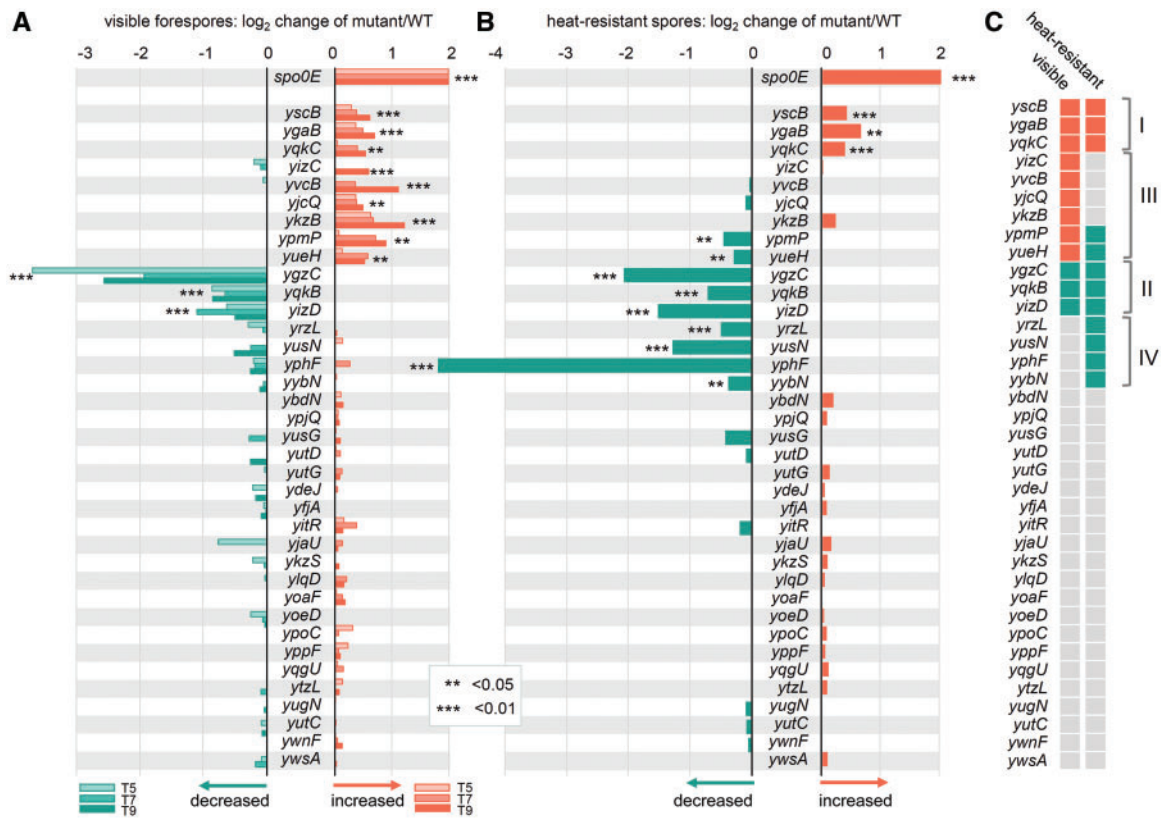 A visible forespores: log2 change of mutant/WT B heat-resistant spores: log2 change of mutant/WT C
heat-resistant
visible
-3 -2 -1 0 0 1 2 -4 -3 -2 -1 0 0 1 2
spo0E *** spo0E ***
yscB *** yscB *** yscB I
ygaB *** ygaB ** ygaB
yqkC ** yqkC *** yqkC
yizC *** yizC yizC III
yvcB *** yvcB yvcB
yjcQ ** yjcQ yjcQ
ykzB *** ykzB ykzB
ypmP ** ** ypmP ypmP
yueH ** ** yueH yueH
*** ygzC *** ygzC ygzC II
*** yqkB *** yqkB yqkB
*** yizD *** yizD yizD
yrzL *** yrzL yrzL IV
yusN *** yusN yusN
yphF *** yphF yphF
yybN ** yybN yybN
ybdN ybdN ybdN
ypjQ ypjQ ypjQ
yusG yusG yusG
yutD yutD yutD
yutG yutG yutG
ydeJ ydeJ ydeJ
yfjA yfjA yfjA
yitR yitR yitR
yjaU yjaU yjaU
ykzS ykzS ykzS
ylqD ylqD ylqD
yoaF yoaF yoaF
yoeD yoeD yoeD
ypoC ypoC ypoC
yppF yppF yppF
yqgU yqgU yqgU
ytzL ytzL ytzL
yugN yugN yugN
yutC yutC yutC
ywnF ywnF ywnF
ywsA ywsA ywsA
** <0.05
*** <0.01
T5 T5
T7 decreased increased T7 decreased increased
T9 T9